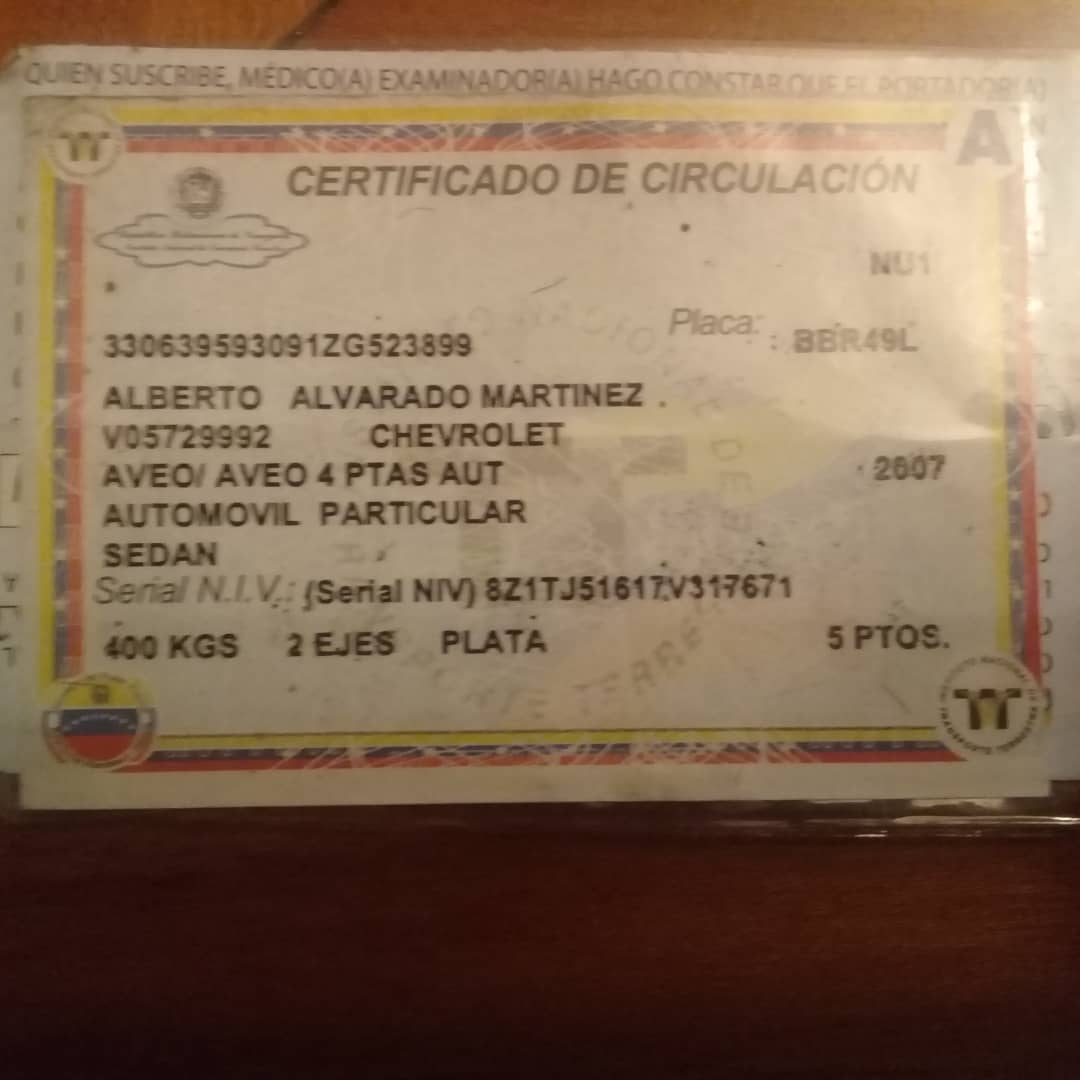 QUIEN SUSCRIBE, MÉDICO(A) EXAMINADOR(A) HAGO CONSTAR QUE EL PORTADOR(A)
A
CERTIFICADO DE CIRCULACIÓN
NU1
Placa: : BBR49L
330639593091ZG523899
ALBERTO ALVARADO MARTINEZ .
V05729992 CHEVROLET
AVEO/ AVEO 4 PTAS AUT 2007
AUTOMOVIL PARTICULAR
SEDAN
Serial N.I.V.: (Serial NIV) 8Z1TJ51617V317671
400 KGS 2 EJES PLATA 5 PTOS.